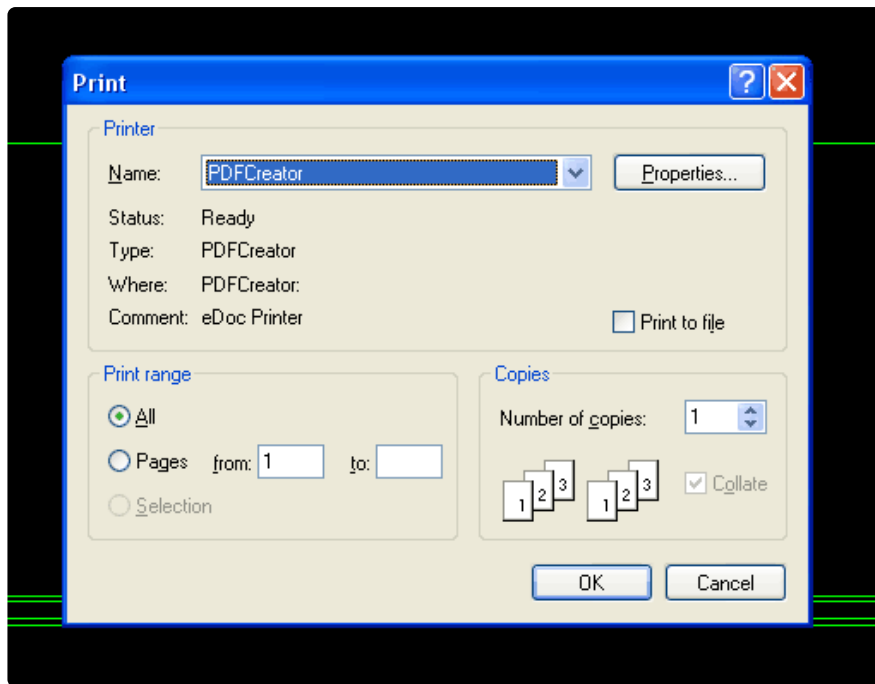 Print
Printer
Name: PDFCreator Properties...
Status: Ready
Type: PDFCreator
Where: PDFCreator:
Comment: eDoc Printer
Print to file
Print range
All
Pages from: 1 to:
Selection
Copies
Number of copies: 1
1 2 3 1 2 3
Collate
OK Cancel